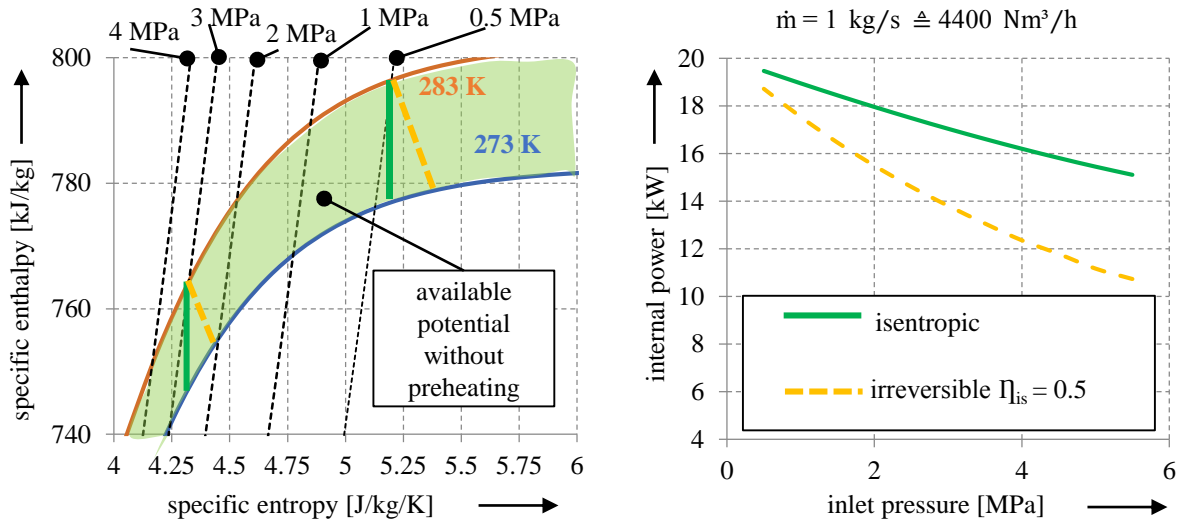 4 MPa
3 MPa
2 MPa
1 MPa
0.5 MPa
800
780
760
740
specific enthalpy [kJ/kg]
283 K
273 K
available
potential
without
preheating
4 4.25 4.5 4.75 5 5.25 5.5 5.75 6
specific entropy [J/kg/K]
ṁ = 1 kg/s ≙ 4400 Nm³/h
20
18
16
14
12
10
8
6
4
internal power [kW]
isentropic
irreversible Ƞis = 0.5
0 2 4 6
inlet pressure [MPa]